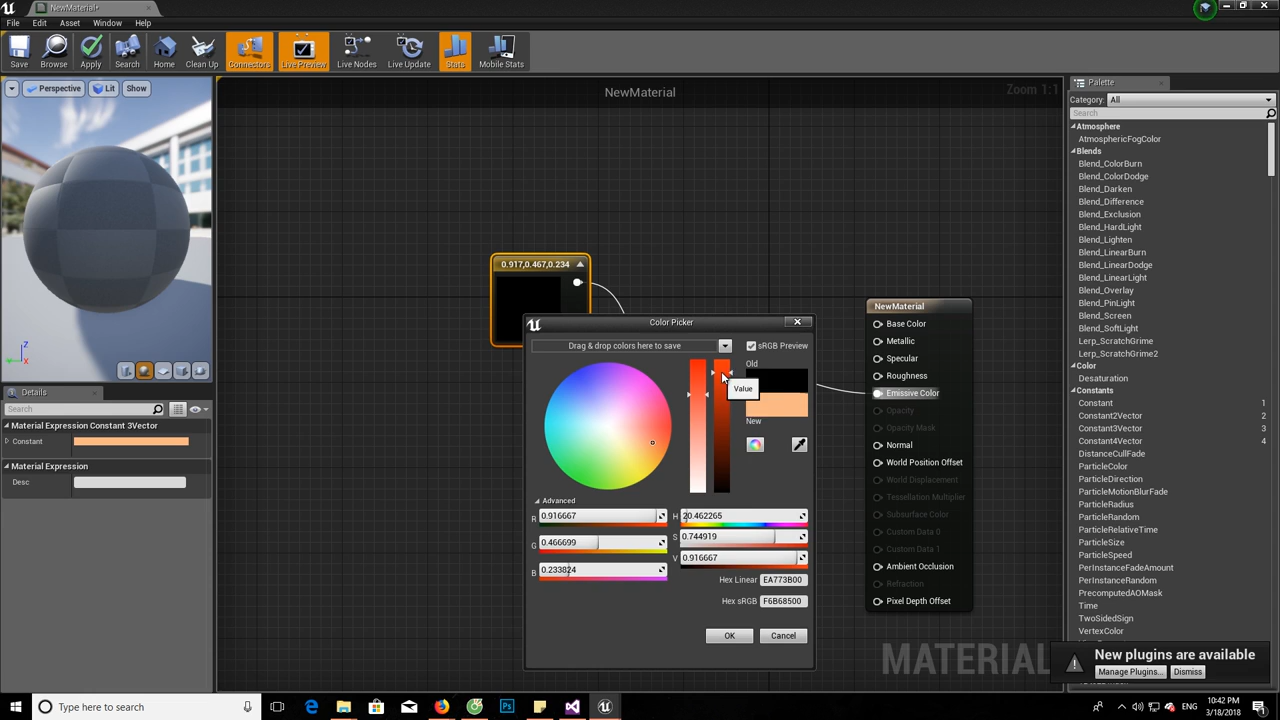 NewMaterial*
File Edit Asset Window Help
Save Browse Apply Search Home Clean Up Connectors Live Preview Live Nodes Live Update Stats Mobile Stats
Perspective Lit Show
NewMaterial
Zoom 1:1
Z
X
Details
Search
Material Expression Constant 3Vector
Constant
Material Expression
Desc
0.917,0.467,0.234
Color Picker
Drag & drop colors here to save
sRGB Preview
Old
Value
New
Advanced
R 0.916667 H 20.462265
G 0.466699 S 0.744919
B 0.233824 V 0.916667
Hex Linear EA773B00
Hex sRGB F6B68500
OK Cancel
NewMaterial
Base Color
Metallic
Specular
Roughness
Emissive Color
Opacity
Opacity Mask
Normal
World Position Offset
World Displacement
Tessellation Multiplier
Subsurface Color
Custom Data 0
Custom Data 1
Ambient Occlusion
Refraction
Pixel Depth Offset
MATERIAL
Palette
Category: All
Search
Atmosphere
AtmosphericFogColor
Blends
Blend_ColorBurn
Blend_ColorDodge
Blend_Darken
Blend_Difference
Blend_Exclusion
Blend_HardLight
Blend_Lighten
Blend_LinearBurn
Blend_LinearDodge
Blend_LinearLight
Blend_Overlay
Blend_PinLight
Blend_Screen
Blend_SoftLight
Lerp_ScratchGrime
Lerp_ScratchGrime2
Color
Desaturation
Constants
Constant 1
Constant2Vector 2
Constant3Vector 3
Constant4Vector 4
DistanceCullFade
ParticleColor
ParticleDirection
ParticleMotionBlurFade
ParticleRadius
ParticleRandom
ParticleRelativeTime
ParticleSize
ParticleSpeed
PerInstanceFadeAmount
PerInstanceRandom
PrecomputedAOMask
Time
TwoSidedSign
VertexColor
New plugins are available
Manage Plugins... Dismiss
Type here to search
Ps
ENG
10:42 PM
3/18/2018